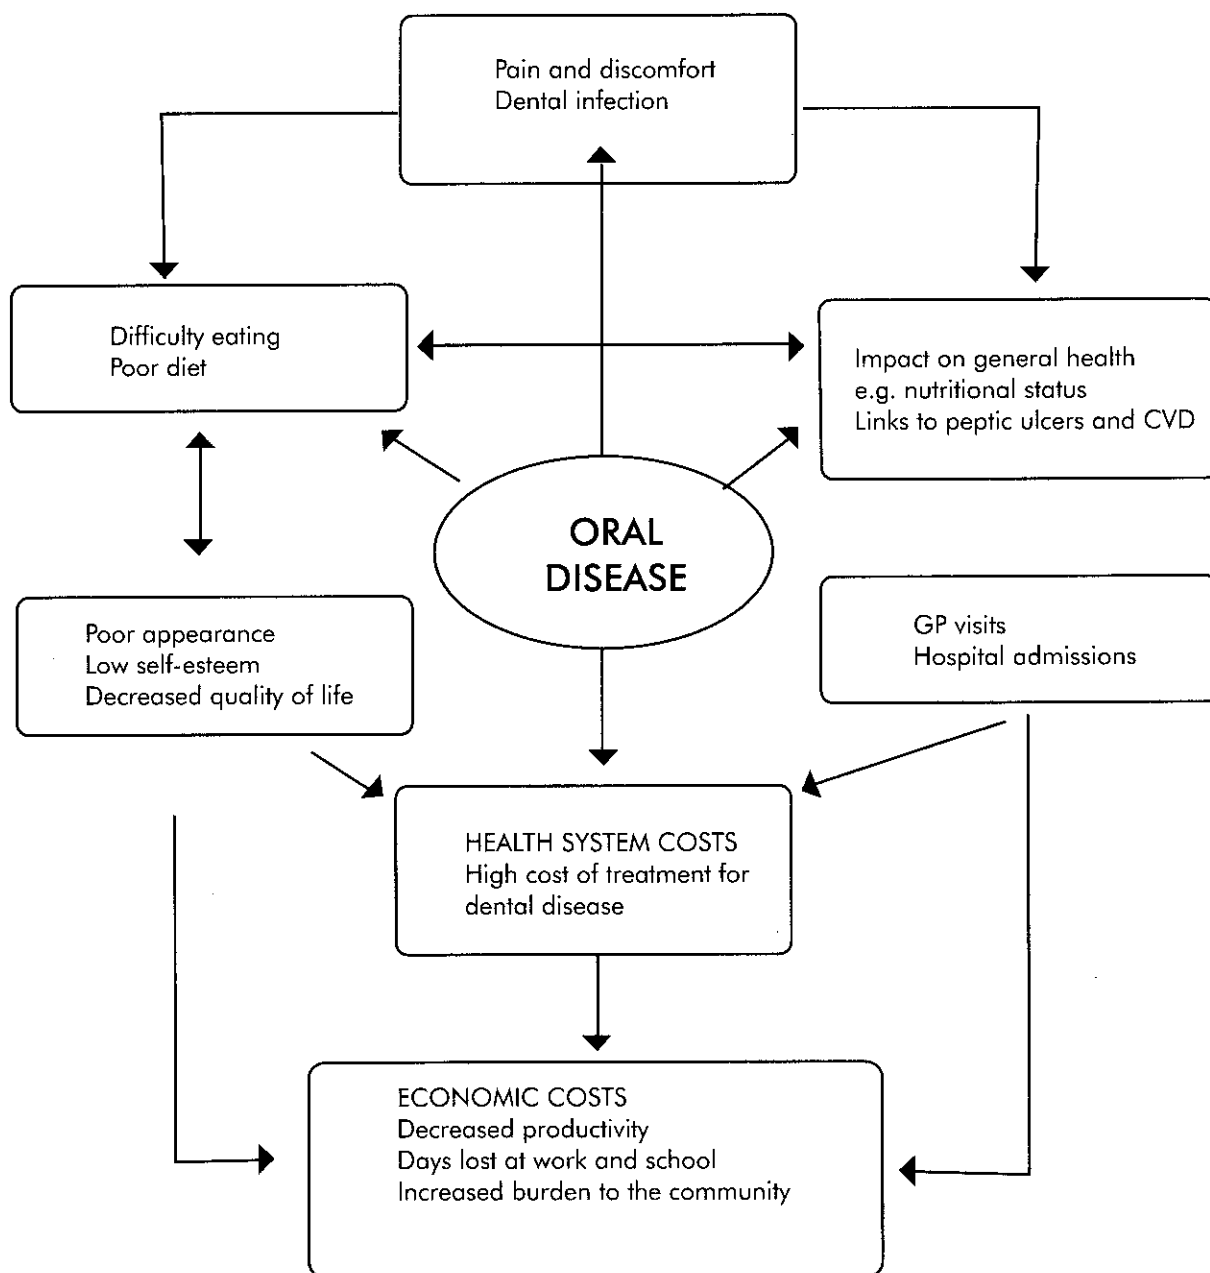 Pain and discomfort
Dental infection
Difficulty eating
Poor diet
Impact on general health
e.g. nutritional status
Links to peptic ulcers and CVD
ORAL
DISEASE
Poor appearance
Low self-esteem
Decreased quality of life
GP visits
Hospital admissions
HEALTH SYSTEM COSTS
High cost of treatment for
dental disease
ECONOMIC COSTS
Decreased productivity
Days lost at work and school
Increased burden to the community